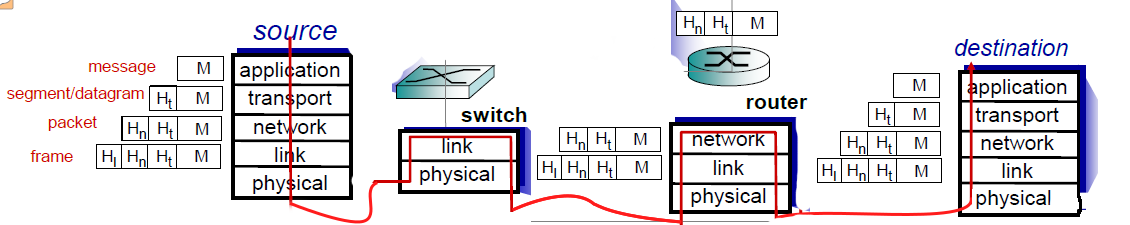 source
message M
application
segment/datagram Ht M
transport
packet Hn Ht M
network
frame Hl Hn Ht M
link
physical
switch
link
physical
Hn Ht M
Hl Hn Ht M
Hn Ht M
router
network
link
physical
destination
M
application
Ht M
transport
Hn Ht M
network
Hl Hn Ht M
link
physical